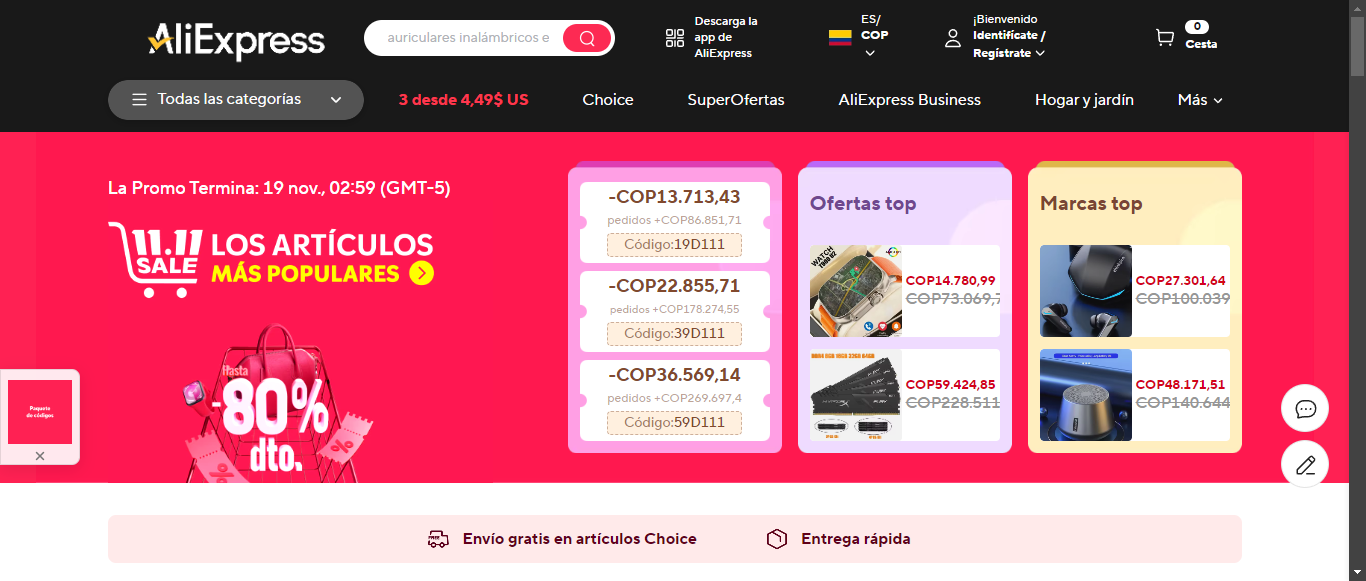 AliExpress
auriculares inalámbricos e
Descarga la
app de
AliExpress
ES/
COP
¡Bienvenido
Identifícate /
Regístrate
0
Cesta
Todas las categorías
3 desde 4,49$ US
Choice
SuperOfertas
AliExpress Business
Hogar y jardín
Más
La Promo Termina: 19 nov., 02:59 (GMT-5)
11.11
SALE
LOS ARTÍCULOS
MÁS POPULARES
Hasta
-80%
dto.
%
%
Paquete
de códigos
-COP13.713,43
pedidos +COP86.851,71
Código:19D111
-COP22.855,71
pedidos +COP178.274,55
Código:39D111
-COP36.569,14
pedidos +COP269.697,4
Código:59D111
Ofertas top
WATCH
COP14.780,99
COP73.069,7
COP59.424,85
COP228.511
Marcas top
COP27.301,64
COP100.039
COP48.171,51
COP140.644
Envío gratis en artículos Choice
Entrega rápida